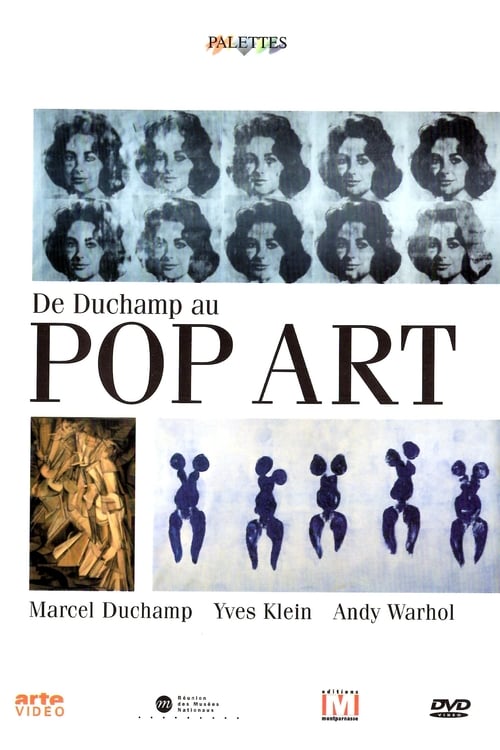 PALETTES
De Duchamp au
POP ART
Marcel Duchamp Yves Klein Andy Warhol
arte
VIDEO
Réunion
des Musées
Nationaux
editions
M
montparnasse
DVD
VIDEO